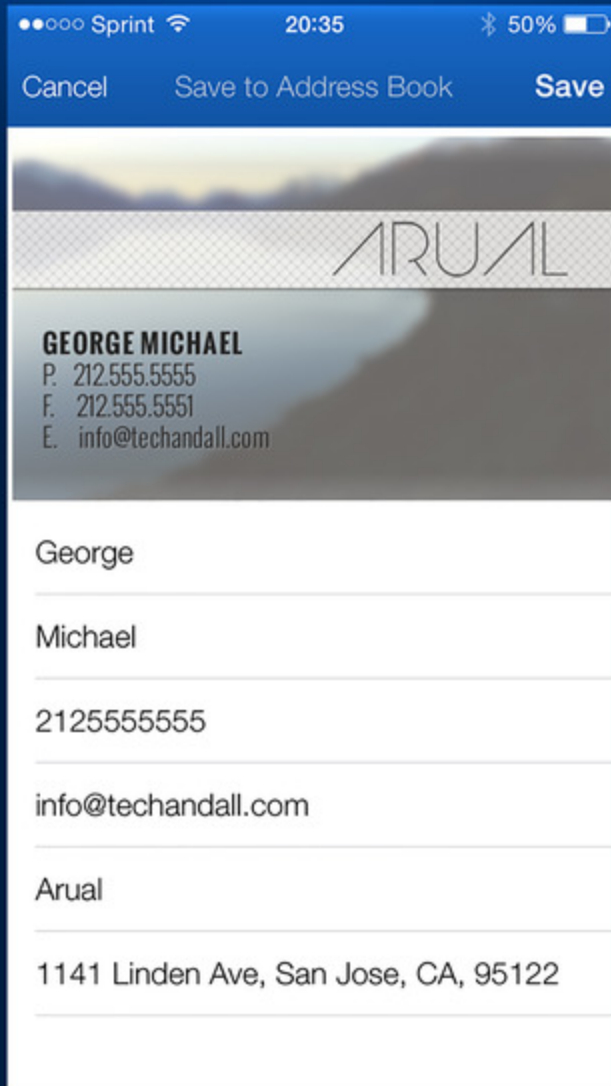 Sprint 20:35 50%
Cancel Save to Address Book Save
ARUAL
GEORGE MICHAEL
P. 212.555.5555
F. 212.555.5551
E. info@techandall.com
George
Michael
2125555555
info@techandall.com
Arual
1141 Linden Ave, San Jose, CA, 95122